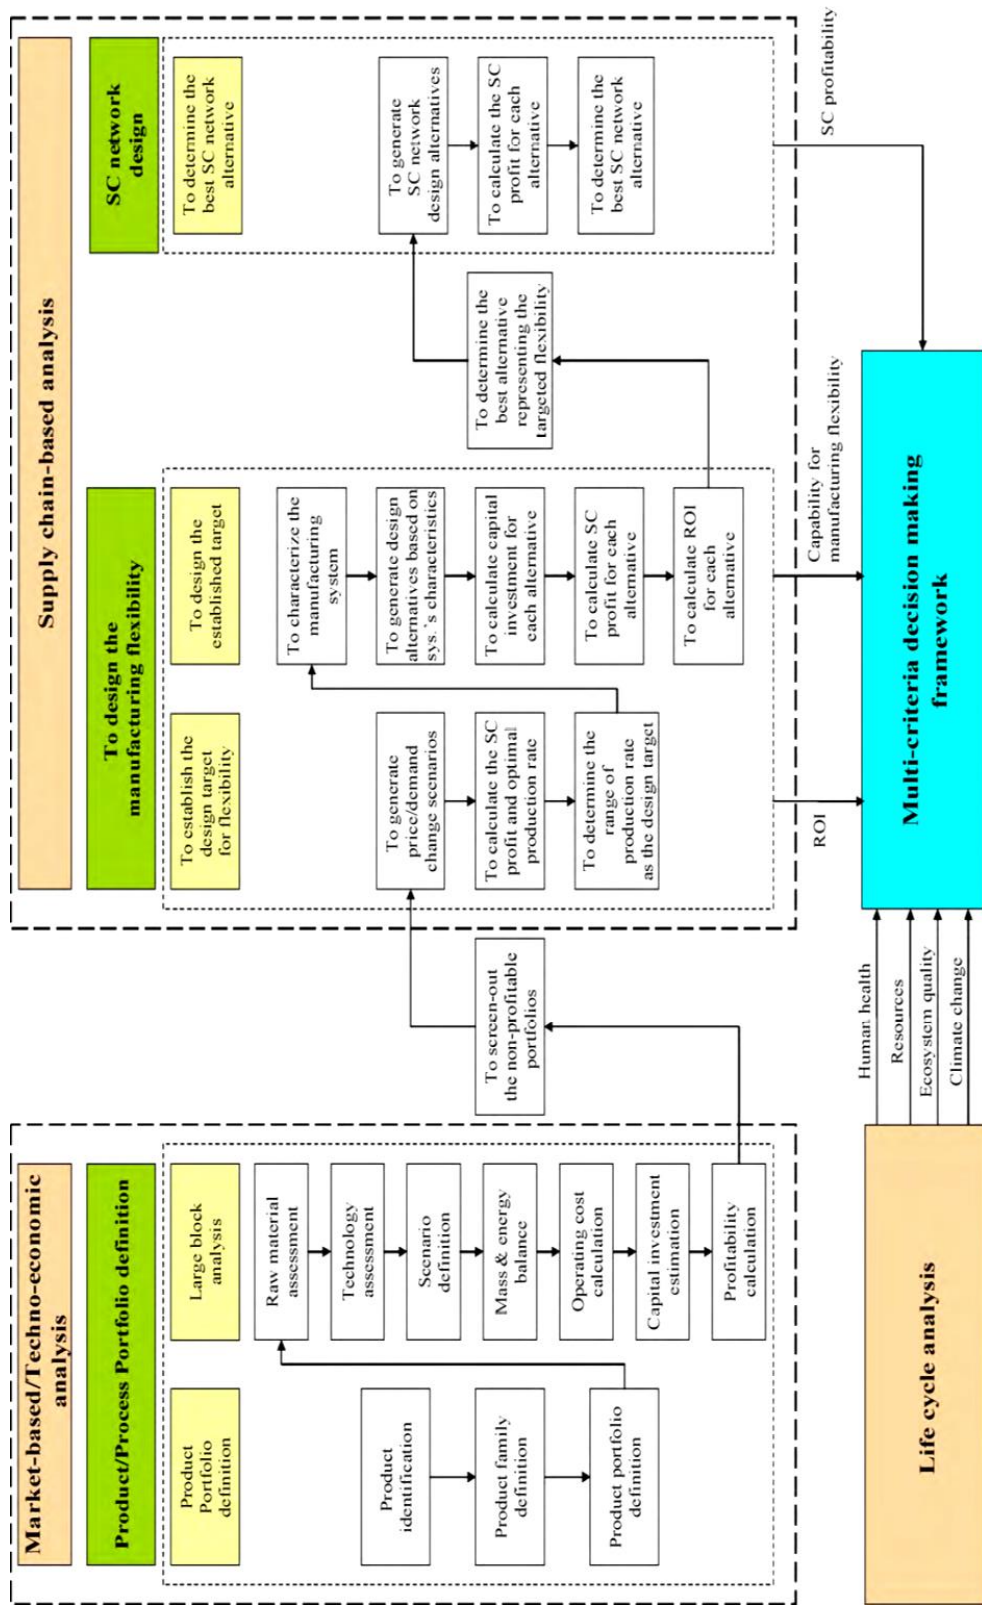 Market-based/Techno-economic
analysis
Product/Process Portfolio definition
Product
Portfolio
definition
Large block
analysis
Product
identification
Product family
definition
Product portfolio
definition
Raw material
assessment
Technology
assessment
Scenario
definition
Mass & energy
balance
Operating cost
calculation
Capital investment
estimation
Profitability
calculation
To screen-out
the non-profitable
portfolios
Supply chain-based analysis
To design the
manufacturing flexibility
To establish the
design target
for flexibility
To design the
established target
To generate
price/demand
change scenarios
To calculate the SC
profit and optimal
production rate
To determine the
range of
production rate
as the design target
To characterize the
manufacturing
system
To generate design
alternatives based on
sys.'s characteristics
To calculate capital
investment for
each alternative
To calculate SC
profit for each
alternative
To calculate ROI
for each
alternative
To determine the
best alternative
representing the
targeted flexibility
SC network
design
To determine the
best SC network
alternative
To generate
SC network
design alternatives
To calculate the SC
profit for each
alternative
To determine the
best SC network
alternative
Life cycle analysis
Human health
Resources
Ecosystem quality
Climate change
ROI
Capability for
manufacturing flexibility
SC profitability
Multi-criteria decision making
framework